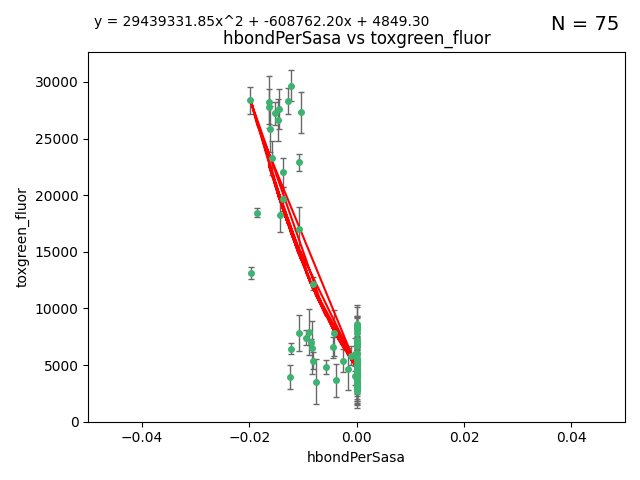 y = 29439331.85x^2 + -608762.20x + 4849.30
N = 75
hbondPerSasa vs toxgreen_fluor
30000
25000
20000
15000
10000
5000
0
toxgreen_fluor
−0.04
−0.02
0.00
0.02
0.04
hbondPerSasa